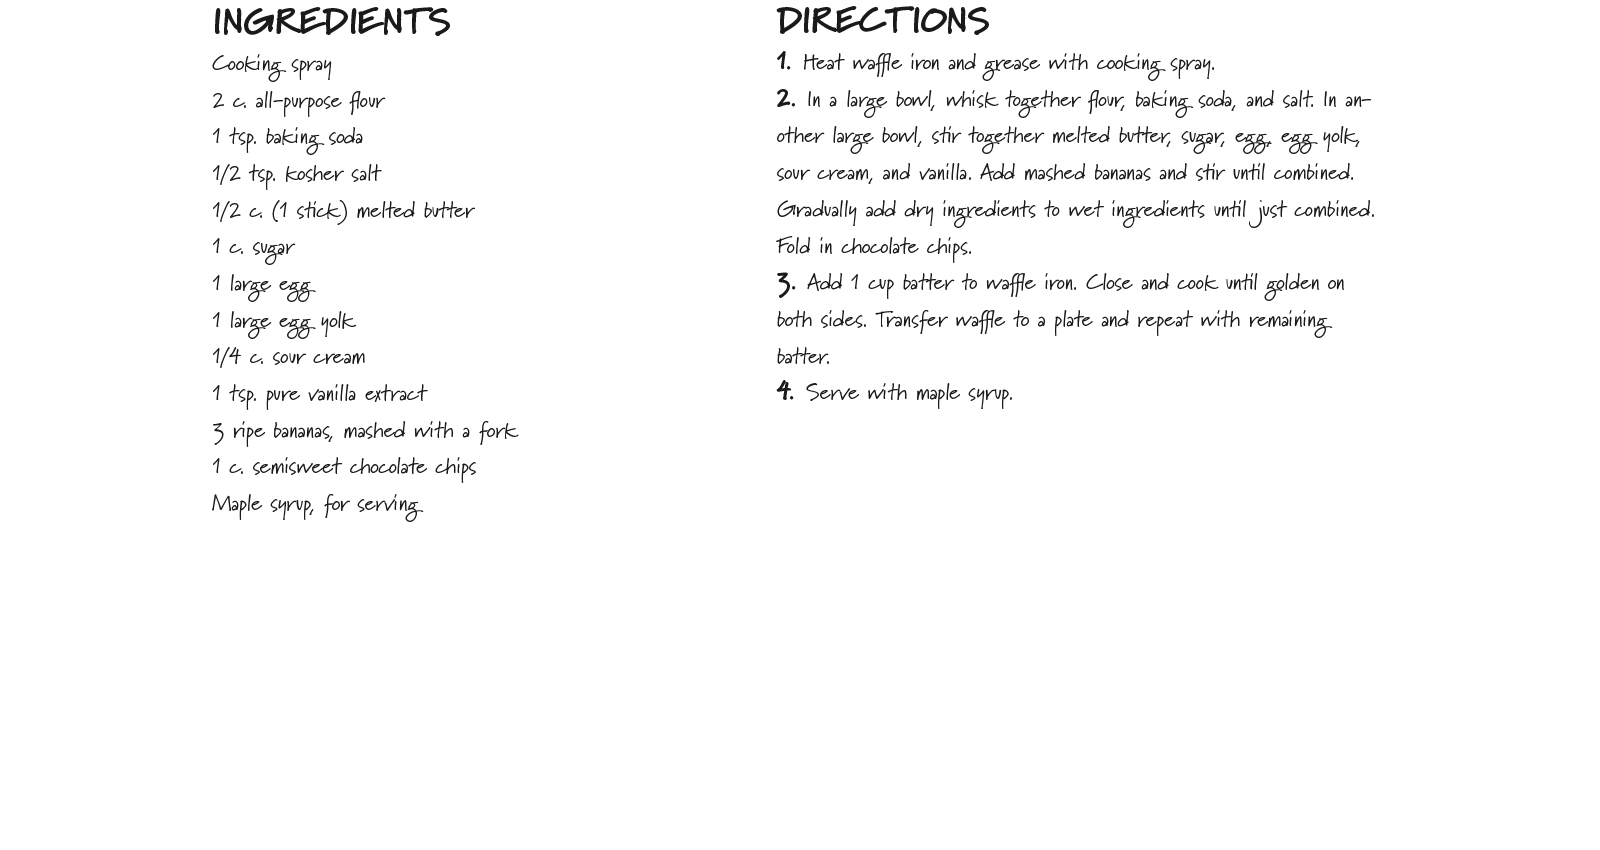 INGREDIENTS
Cooking spray
2 c. all-purpose flour
1 tsp. baking soda
1/2 tsp. kosher salt
1/2 c. (1 stick) melted butter
1 c. sugar
1 large egg
1 large egg yolk
1/4 c. sour cream
1 tsp. pure vanilla extract
3 ripe bananas, mashed with a fork
1 c. semisweet chocolate chips
Maple syrup, for serving
DIRECTIONS
1. Heat waffle iron and grease with cooking spray.
2. In a large bowl, whisk together flour, baking soda, and salt. In an-
other large bowl, stir together melted butter, sugar, egg, egg yolk,
sour cream, and vanilla. Add mashed bananas and stir until combined.
Gradually add dry ingredients to wet ingredients until just combined.
Fold in chocolate chips.
3. Add 1 cup batter to waffle iron. Close and cook until golden on
both sides. Transfer waffle to a plate and repeat with remaining
batter.
4. Serve with maple syrup.